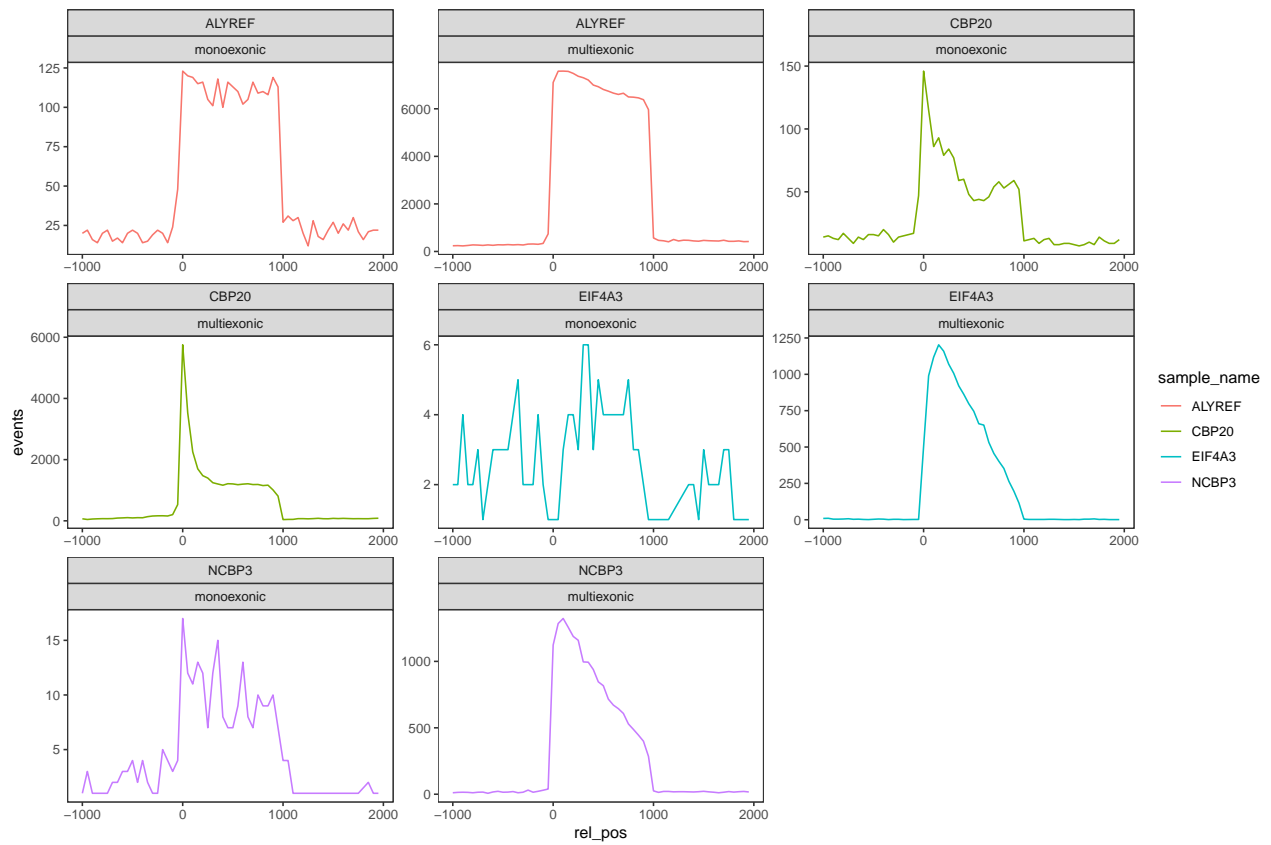 ALYREF
monoexonic
125
100
75
50
25
−1000 0 1000 2000
ALYREF
multiexonic
6000
4000
2000
0
−1000 0 1000 2000
CBP20
monoexonic
150
100
50
−1000 0 1000 2000
CBP20
multiexonic
6000
4000
2000
0
−1000 0 1000 2000
EIF4A3
monoexonic
6
4
2
−1000 0 1000 2000
EIF4A3
multiexonic
1250
1000
750
500
250
0
−1000 0 1000 2000
NCBP3
monoexonic
15
10
5
−1000 0 1000 2000
NCBP3
multiexonic
1000
500
0
−1000 0 1000 2000
events
rel_pos
sample_name
ALYREF
CBP20
EIF4A3
NCBP3